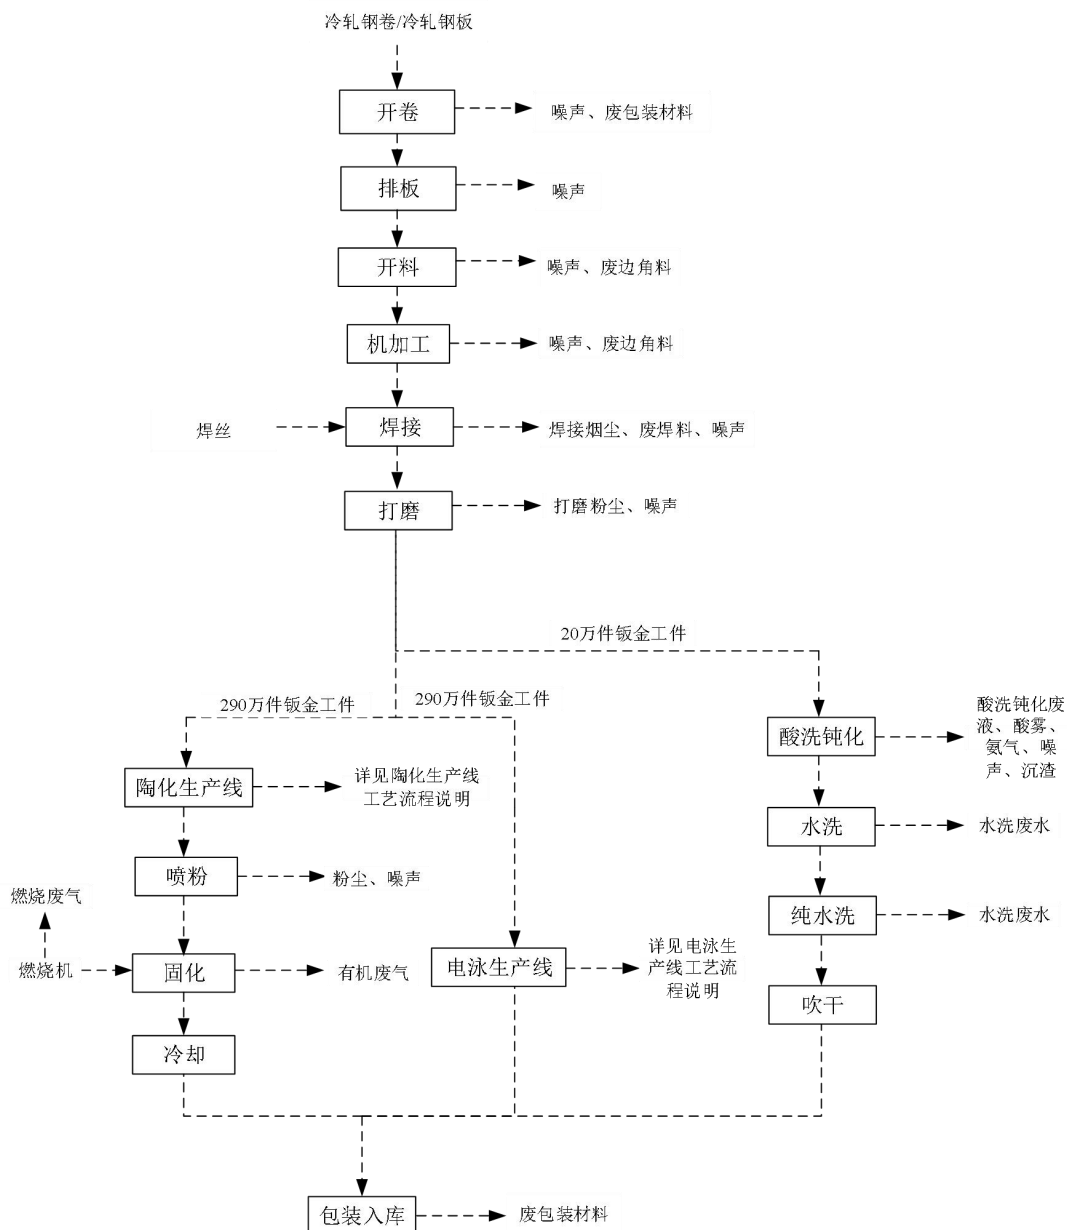 冷轧钢卷/冷轧钢板
开卷
噪声、废包装材料
排板
噪声
开料
噪声、废边角料
机加工
噪声、废边角料
焊丝
焊接
焊接烟尘、废焊料、噪声
打磨
打磨粉尘、噪声
20万件钣金工件
290万件钣金工件
290万件钣金工件
酸洗钝化
酸洗钝化废
液、酸雾、
氨气、噪
声、沉渣
陶化生产线
详见陶化生产线
工艺流程说明
水洗
水洗废水
喷粉
粉尘、噪声
燃烧废气
纯水洗
水洗废水
燃烧机
固化
有机废气
电泳生产线
详见电泳生
产线工艺流
程说明
吹干
冷却
包装入库
废包装材料